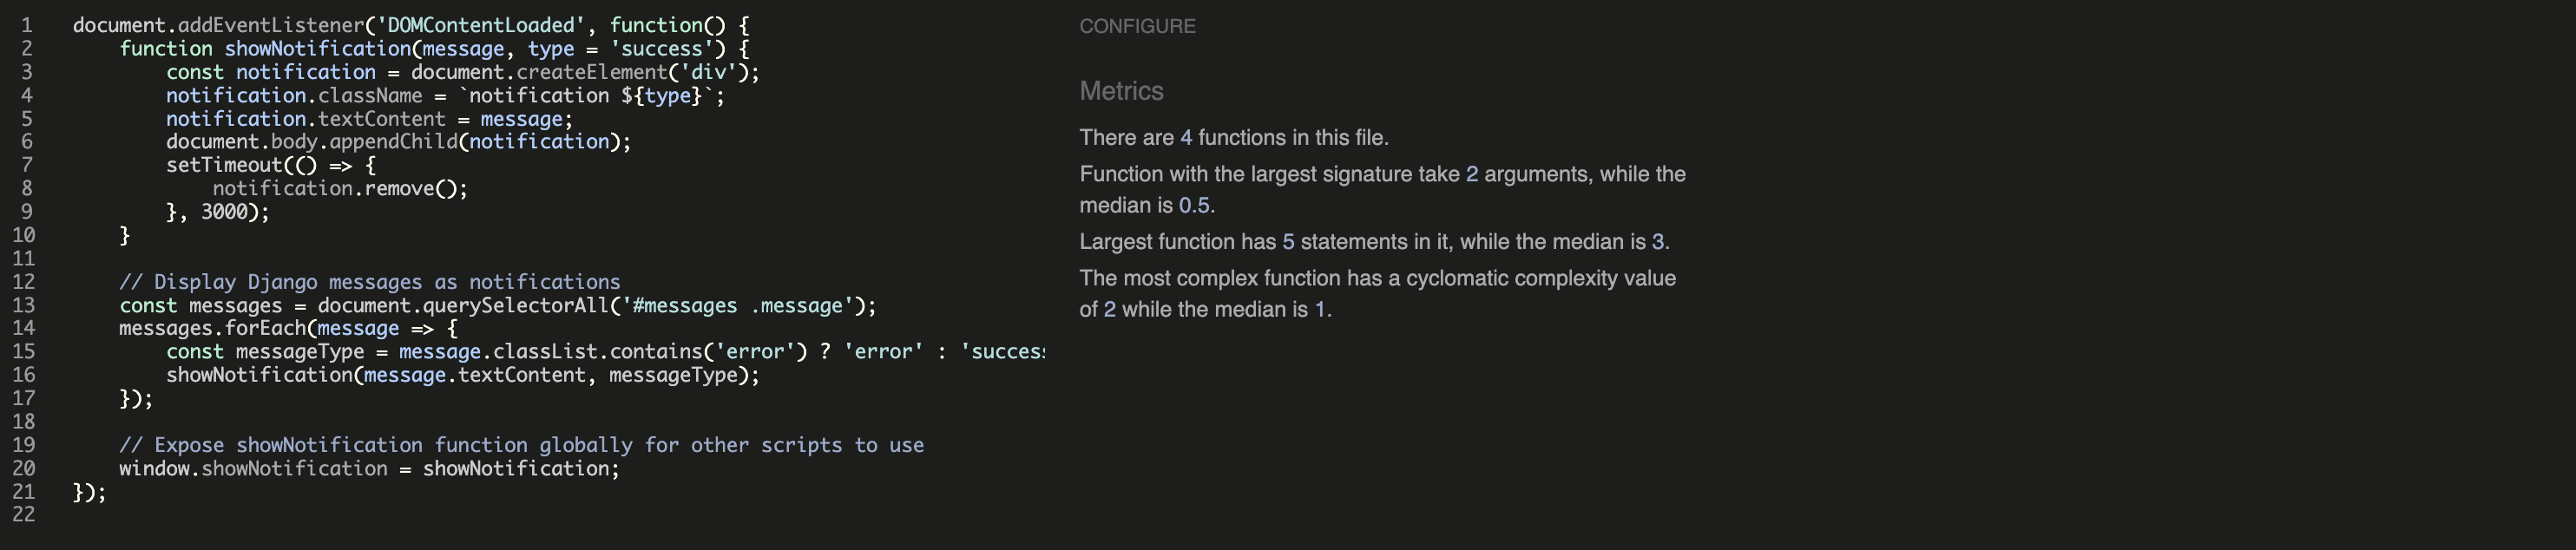 1 document.addEventListener('DOMContentLoaded', function() {
2     function showNotification(message, type = 'success') {
3         const notification = document.createElement('div');
4         notification.className = `notification ${type}`;
5         notification.textContent = message;
6         document.body.appendChild(notification);
7         setTimeout(() => {
8             notification.remove();
9         }, 3000);
10     }
11
12     // Display Django messages as notifications
13     const messages = document.querySelectorAll('#messages .message');
14     messages.forEach(message => {
15         const messageType = message.classList.contains('error') ? 'error' : 'success
16         showNotification(message.textContent, messageType);
17     });
18
19     // Expose showNotification function globally for other scripts to use
20     window.showNotification = showNotification;
21 });
22
CONFIGURE
Metrics
There are 4 functions in this file.
Function with the largest signature take 2 arguments, while the
median is 0.5.
Largest function has 5 statements in it, while the median is 3.
The most complex function has a cyclomatic complexity value
of 2 while the median is 1.